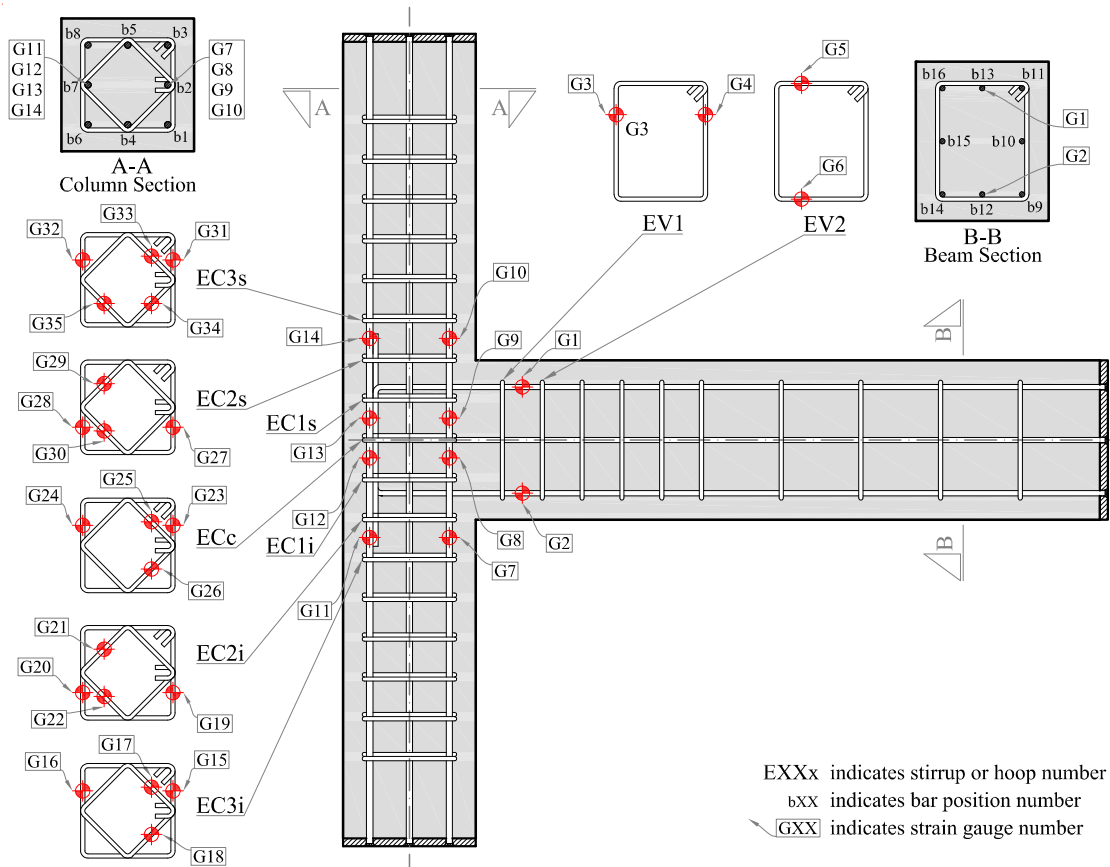 b8
b5
b3
G11
G12
G13
G14
b7
b2
G7
G8
G9
G10
b6
b4
b1
A-A
Column Section
A
A
G3
G4
G3
G5
G6
EV1
EV2
b16
b13
b11
G1
b15
b10
G2
b14
b12
b9
B-B
Beam Section
G33
G32
G31
G35
G34
EC3s
G29
G28
G30
G27
EC2s
EC1s
G25
G24
G23
G26
ECc
EC1i
G21
G20
G22
G19
EC2i
G17
G16
G15
G18
EC3i
G14
G10
G9
G1
G13
G12
G8
G2
G7
G11
B
B
EXXx indicates stirrup or hoop number
bXX indicates bar position number
GXX indicates strain gauge number